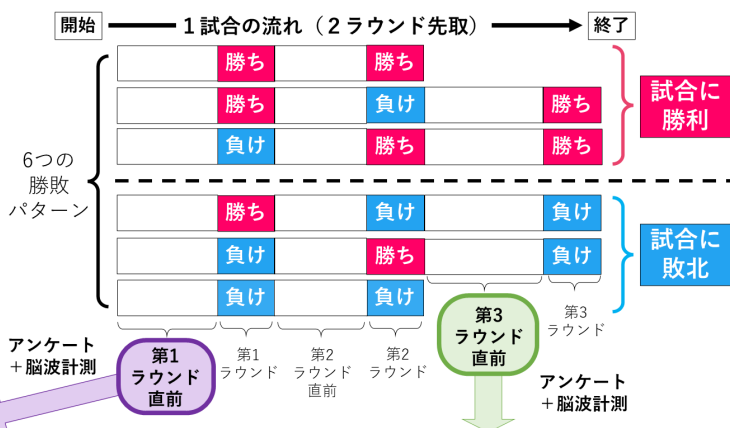 開始
1試合の流れ（2ラウンド先取）
終了
勝ち 勝ち
勝ち 負け 勝ち
負け 勝ち 勝ち
試合に
勝利
6つの
勝敗
パターン
勝ち 負け 負け
負け 勝ち 負け
負け 負け
試合に
敗北
アンケート
＋脳波計測
第1
ラウンド
直前
第1
ラウンド
第2
ラウンド
直前
第2
ラウンド
第3
ラウンド
直前
第3
ラウンド
アンケート
＋脳波計測